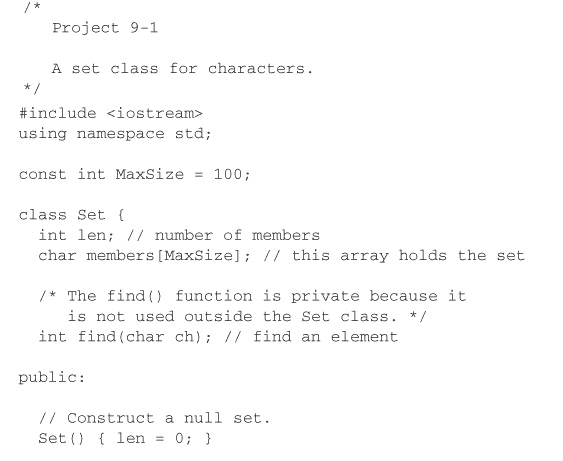 /*
Project 9-1
A set class for characters.
*/
#include <iostream>
using namespace std;
const int MaxSize = 100;
class Set {
int len; // number of members
char members[MaxSize]; // this array holds the set
/* The find() function is private because it
is not used outside the Set class. */
int find(char ch); // find an element
public:
// Construct a null set.
Set() { len = 0; }